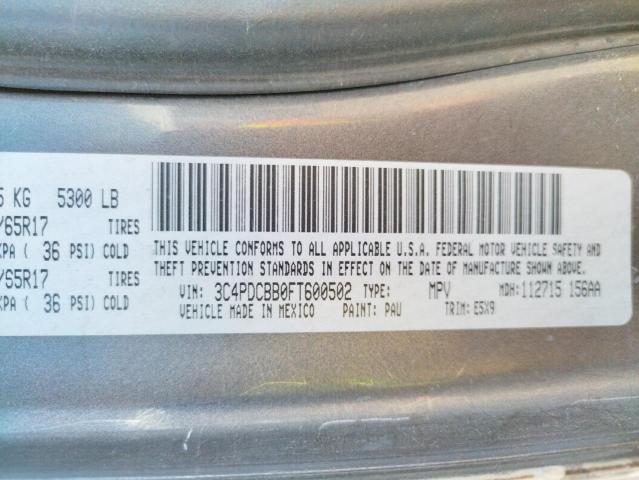 5 KG 5300 LB
/65R17 TIRES
KPA ( 36 PSI) COLD
/65R17 TIRES
KPA ( 36 PSI) COLD
THIS VEHICLE CONFORMS TO ALL APPLICABLE U.S.A. FEDERAL MOTOR VEHICLE SAFETY AND
THEFT PREVENTION STANDARDS IN EFFECT ON THE DATE OF MANUFACTURE SHOWN ABOVE.
VIN: 3C4PDCBB0FT600502 TYPE: MPV MDH:112715 156AA
VEHICLE MADE IN MEXICO PAINT: PAU TRIM: E5X9